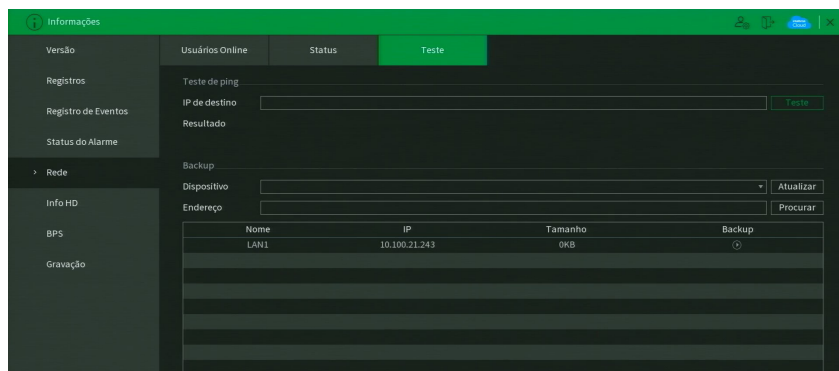 Informações
Versão
Usuários Online
Status
Teste
Registros
Teste de ping
IP de destino
Teste
Registro de Eventos
Resultado
Status do Alarme
Backup
Rede
Dispositivo
Atualizar
Info HD
Endereço
Procurar
BPS
Nome IP Tamanho Backup
LAN1 10.100.21.243 0KB
Gravação